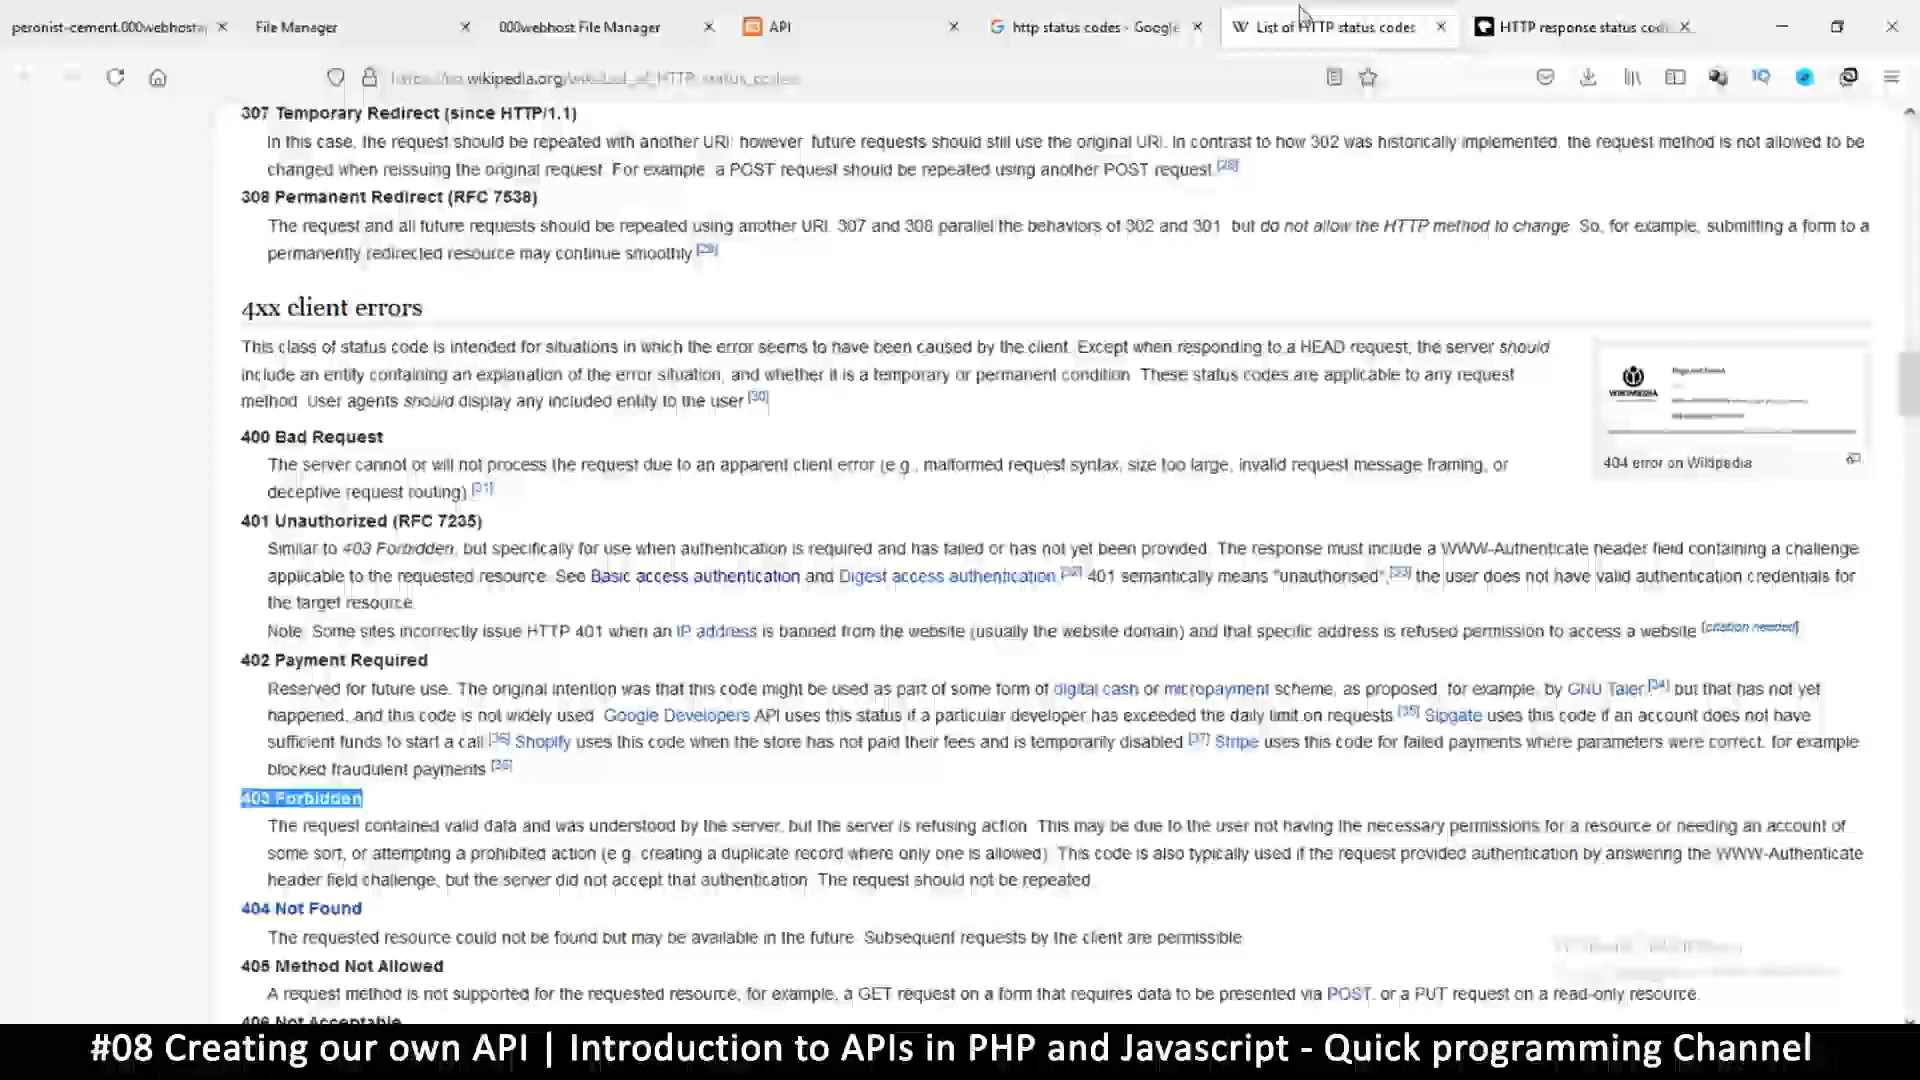 peronist-cement.000webhosta
File Manager
000webhost File Manager
API
http status codes - Google
List of HTTP status codes
HTTP response status cod
wikipedia.org/
307 Temporary Redirect (since HTTP/1.1)
In this case, the request should be repeated with another URI; however, future requests should still use the original URI. In contrast to how 302 was historically implemented, the request method is not allowed to be
changed when reissuing the original request. For example, a POST request should be repeated using another POST request.[28]
308 Permanent Redirect (RFC 7538)
The request and all future requests should be repeated using another URI. 307 and 308 parallel the behaviors of 302 and 301, but do not allow the HTTP method to change. So, for example, submitting a form to a
permanently redirected resource may continue smoothly.[29]
4xx client errors
This class of status code is intended for situations in which the error seems to have been caused by the client. Except when responding to a HEAD request, the server should
include an entity containing an explanation of the error situation, and whether it is a temporary or permanent condition. These status codes are applicable to any request
method. User agents should display any included entity to the user.[30]
WIKIMEDIA
404 error on Wikipedia
400 Bad Request
The server cannot or will not process the request due to an apparent client error (e.g., malformed request syntax, size too large, invalid request message framing, or
deceptive request routing).[31]
401 Unauthorized (RFC 7235)
Similar to 403 Forbidden, but specifically for use when authentication is required and has failed or has not yet been provided. The response must include a WWW-Authenticate header field containing a challenge
applicable to the requested resource. See Basic access authentication and Digest access authentication.[32] 401 semantically means "unauthorised",[33] the user does not have valid authentication credentials for
the target resource.
Note: Some sites incorrectly issue HTTP 401 when an IP address is banned from the website (usually the website domain) and that specific address is refused permission to access a website.[citation needed]
402 Payment Required
Reserved for future use. The original intention was that this code might be used as part of some form of digital cash or micropayment scheme, as proposed, for example, by GNU Taler,[34] but that has not yet
happened, and this code is not widely used. Google Developers API uses this status if a particular developer has exceeded the daily limit on requests.[35] Sipgate uses this code if an account does not have
sufficient funds to start a call.[36] Shopify uses this code when the store has not paid their fees and is temporarily disabled.[37] Stripe uses this code for failed payments where parameters were correct, for example
blocked fraudulent payments.[38]
403 Forbidden
The request contained valid data and was understood by the server, but the server is refusing action. This may be due to the user not having the necessary permissions for a resource or needing an account of
some sort, or attempting a prohibited action (e.g. creating a duplicate record where only one is allowed). This code is also typically used if the request provided authentication by answering the WWW-Authenticate
header field challenge, but the server did not accept that authentication. The request should not be repeated.
404 Not Found
The requested resource could not be found but may be available in the future. Subsequent requests by the client are permissible.
405 Method Not Allowed
A request method is not supported for the requested resource; for example, a GET request on a form that requires data to be presented via POST, or a PUT request on a read-only resource.
406 Not Acceptable
#08 Creating our own API | Introduction to APIs in PHP and Javascript - Quick programming Channel